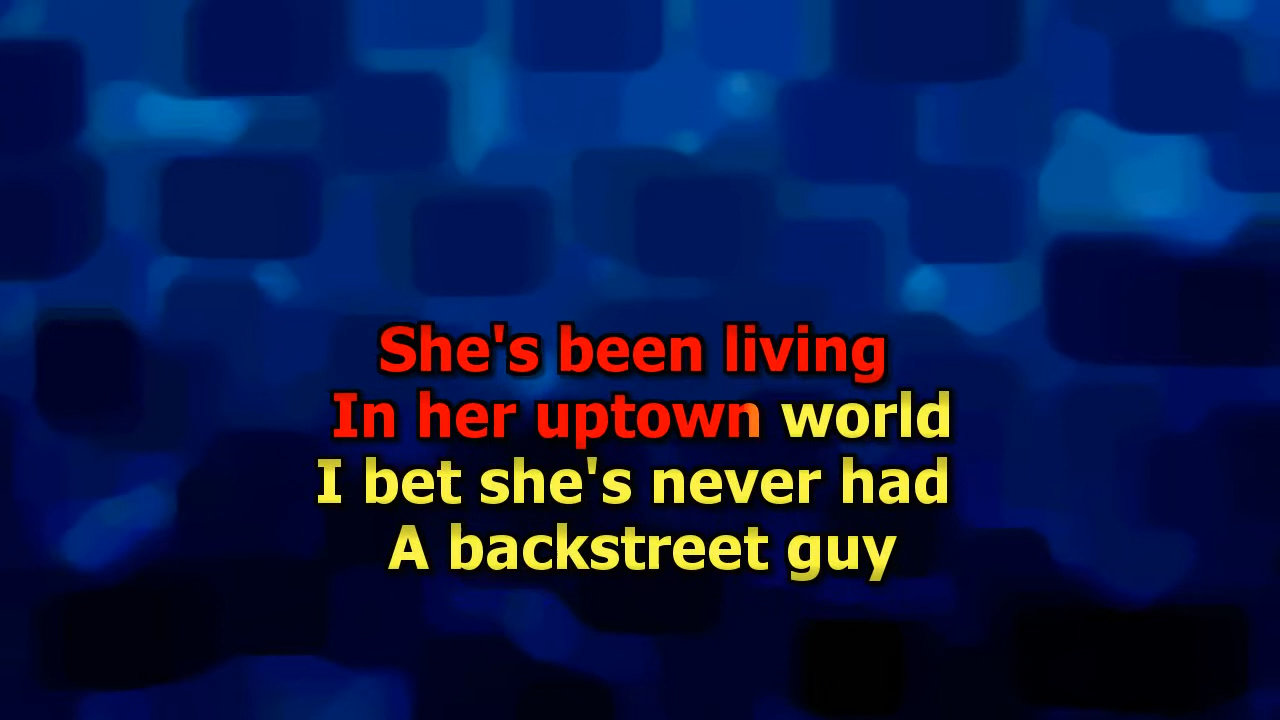 She's been living
In her uptown world
I bet she's never had
A backstreet guy